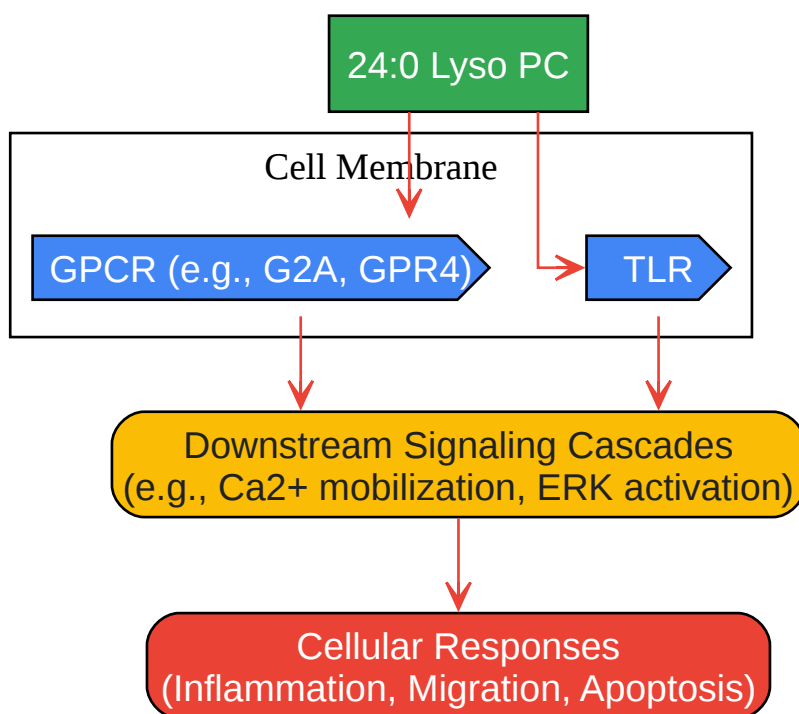 24:0 Lyso PC
Cell Membrane
GPCR (e.g., G2A, GPR4)
TLR
Downstream Signaling Cascades
(e.g., Ca2+ mobilization, ERK activation)
Cellular Responses
(Inflammation, Migration, Apoptosis)